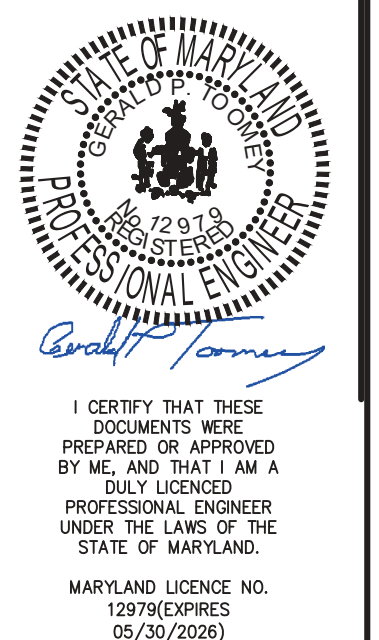 STATE OF MARYLAND
GERALD P. TOOMEY
No 12979
REGISTERED
PROFESSIONAL ENGINEER
Gerald P Toomey
I CERTIFY THAT THESE
DOCUMENTS WERE
PREPARED OR APPROVED
BY ME, AND THAT I AM A
DULY LICENCED
PROFESSIONAL ENGINEER
UNDER THE LAWS OF THE
STATE OF MARYLAND.
MARYLAND LICENCE NO.
12979(EXPIRES
05/30/2026)